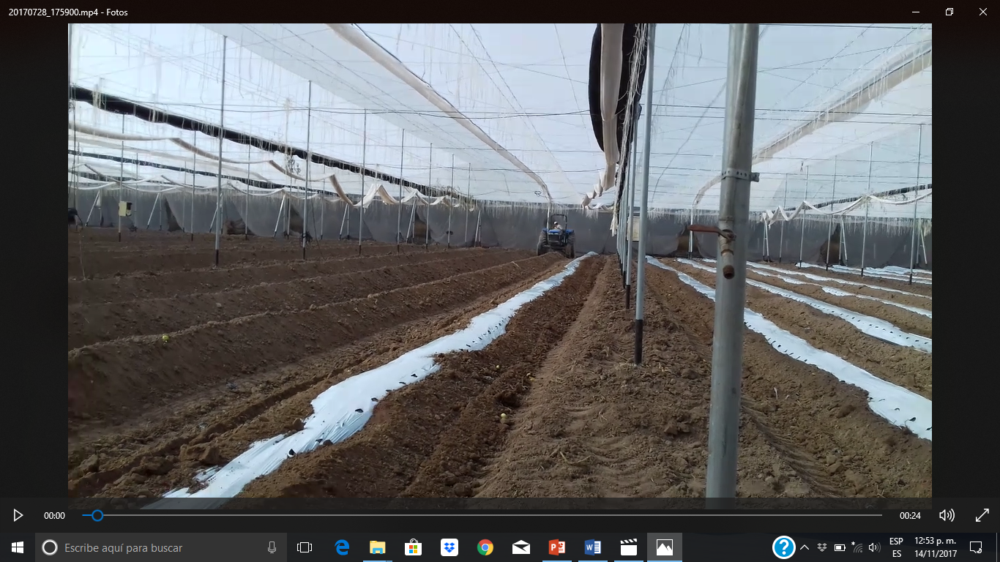 20170728_175900.mp4 - Fotos
00:00
00:24
Escribe aquí para buscar
ESP
ES
12:53 p. m.
14/11/2017